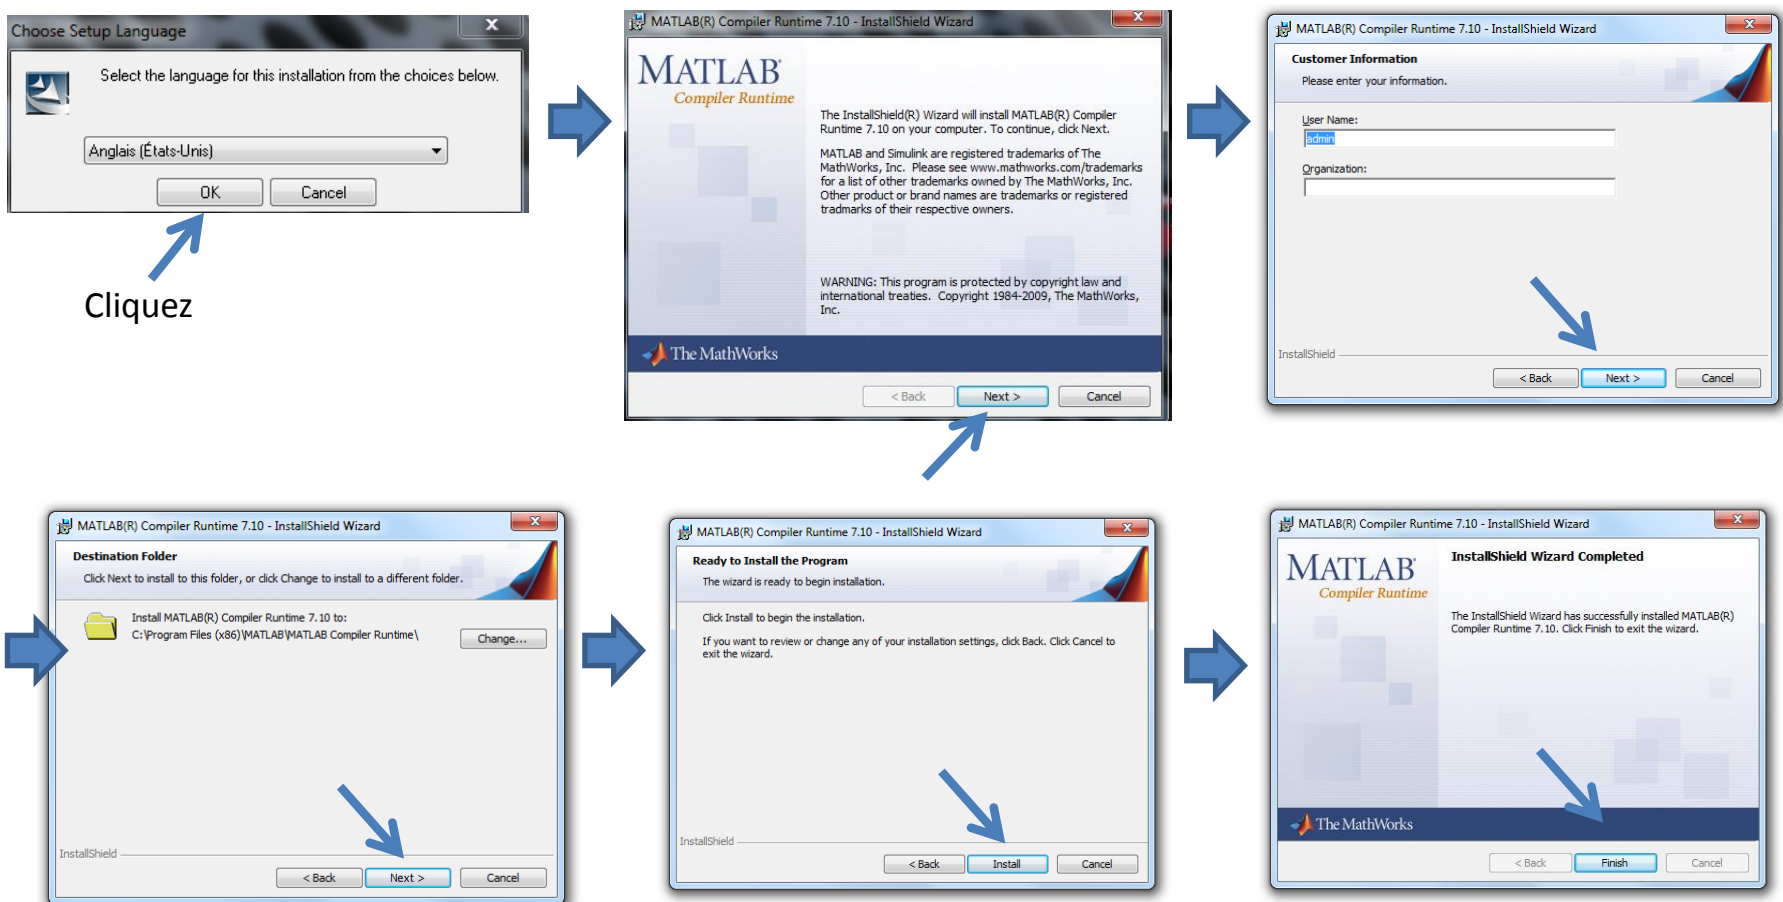 Choose Setup Language
X
Select the language for this installation from the choices below.
Anglais (États-Unis)
OK
Cancel
Cliquez
MATLAB(R) Compiler Runtime 7.10 - InstallShield Wizard
X
MATLAB®
Compiler Runtime
The InstallShield(R) Wizard will install MATLAB(R) Compiler
Runtime 7.10 on your computer. To continue, click Next.
MATLAB and Simulink are registered trademarks of The
MathWorks, Inc. Please see www.mathworks.com/trademarks
for a list of other trademarks owned by The MathWorks, Inc.
Other product or brand names are trademarks or registered
tradmarks of their respective owners.
WARNING: This program is protected by copyright law and
international treaties. Copyright 1984-2009, The MathWorks,
Inc.
The MathWorks
< Back
Next >
Cancel
MATLAB(R) Compiler Runtime 7.10 - InstallShield Wizard
X
Customer Information
Please enter your information.
User Name:
admin
Organization:
InstallShield
< Back
Next >
Cancel
MATLAB(R) Compiler Runtime 7.10 - InstallShield Wizard
X
Destination Folder
Click Next to install to this folder, or click Change to install to a different folder.
Install MATLAB(R) Compiler Runtime 7.10 to:
C:\Program Files (x86)\MATLAB\MATLAB Compiler Runtime\
Change...
InstallShield
< Back
Next >
Cancel
MATLAB(R) Compiler Runtime 7.10 - InstallShield Wizard
X
Ready to Install the Program
The wizard is ready to begin installation.
Click Install to begin the installation.
If you want to review or change any of your installation settings, click Back. Click Cancel to
exit the wizard.
InstallShield
< Back
Install
Cancel
MATLAB(R) Compiler Runtime 7.10 - InstallShield Wizard
X
MATLAB®
Compiler Runtime
InstallShield Wizard Completed
The InstallShield Wizard has successfully installed MATLAB(R)
Compiler Runtime 7.10. Click Finish to exit the wizard.
The MathWorks
< Back
Finish
Cancel